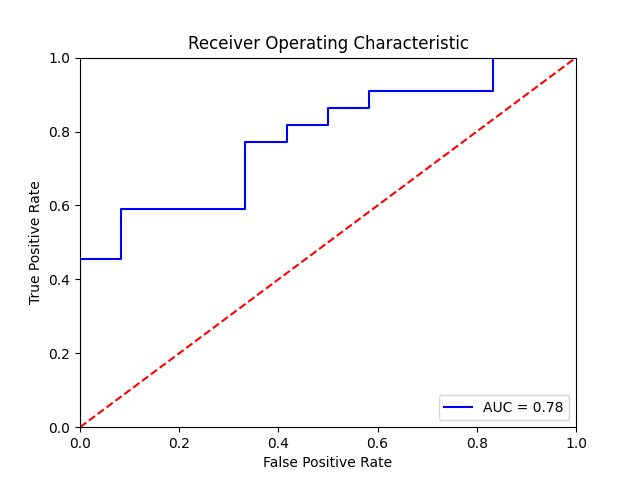 Receiver Operating Characteristic
True Positive Rate
1.0
0.8
0.6
0.4
0.2
0.0
AUC = 0.78
0.0 0.2 0.4 0.6 0.8 1.0
False Positive Rate